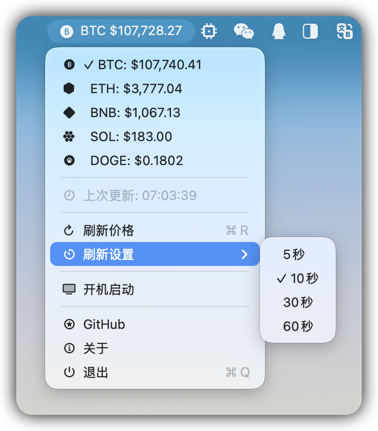 BTC $107,728.27
✓ BTC: $107,740.41
ETH: $3,777.04
BNB: $1,067.13
SOL: $183.00
DOGE: $0.1802
上次更新: 07:03:39
刷新价格 ⌘ R
刷新设置
5秒
✓ 10秒
30秒
60秒
开机启动
GitHub
关于
退出 ⌘ Q